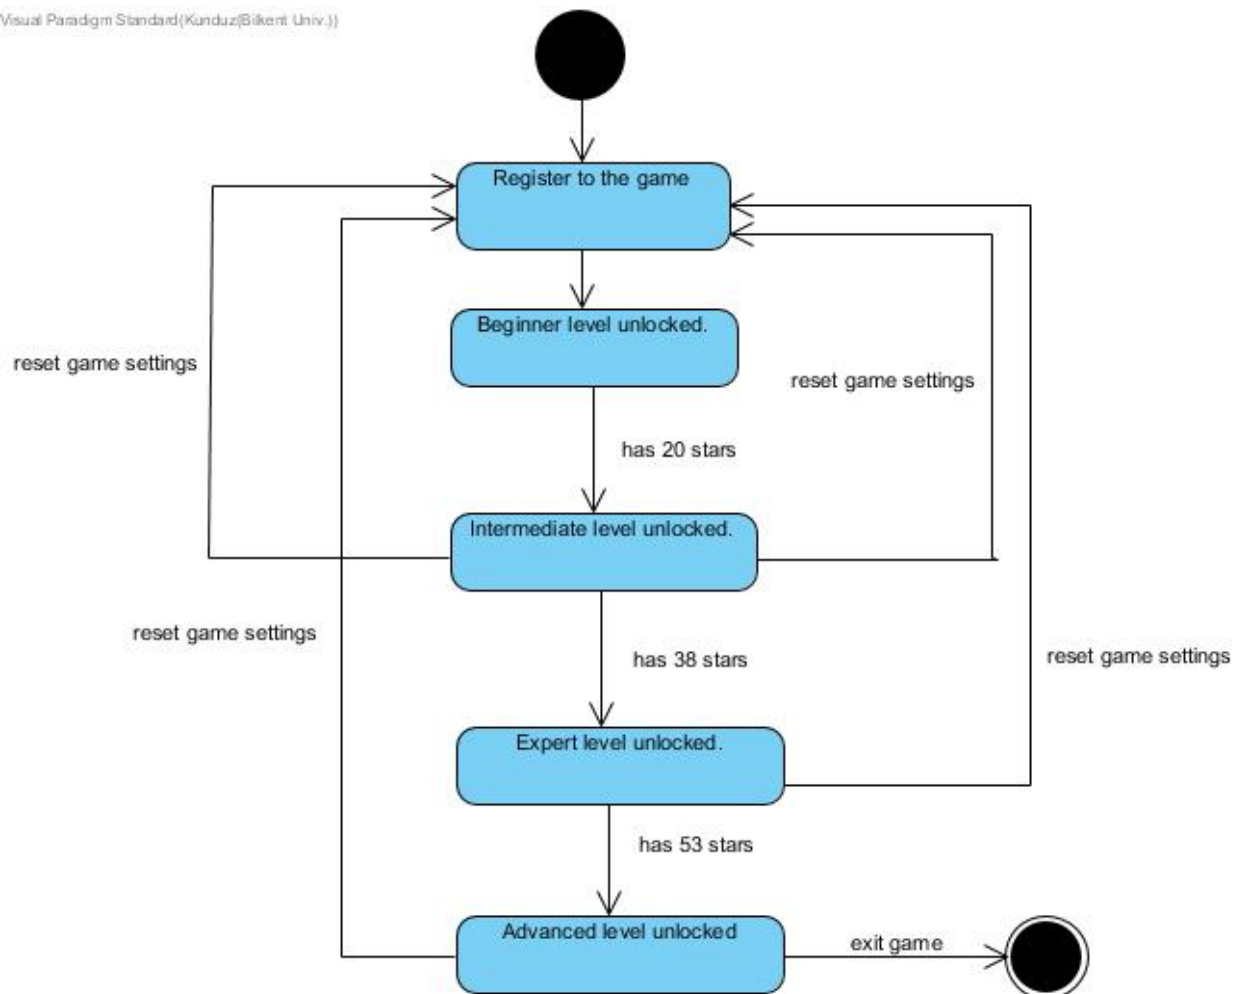 Visual Paradigm Standard(Kunduz(Bilkent Univ.))
Register to the game
Beginner level unlocked.
reset game settings
reset game settings
has 20 stars
Intermediate level unlocked.
reset game settings
has 38 stars
reset game settings
Expert level unlocked.
has 53 stars
Advanced level unlocked
exit game